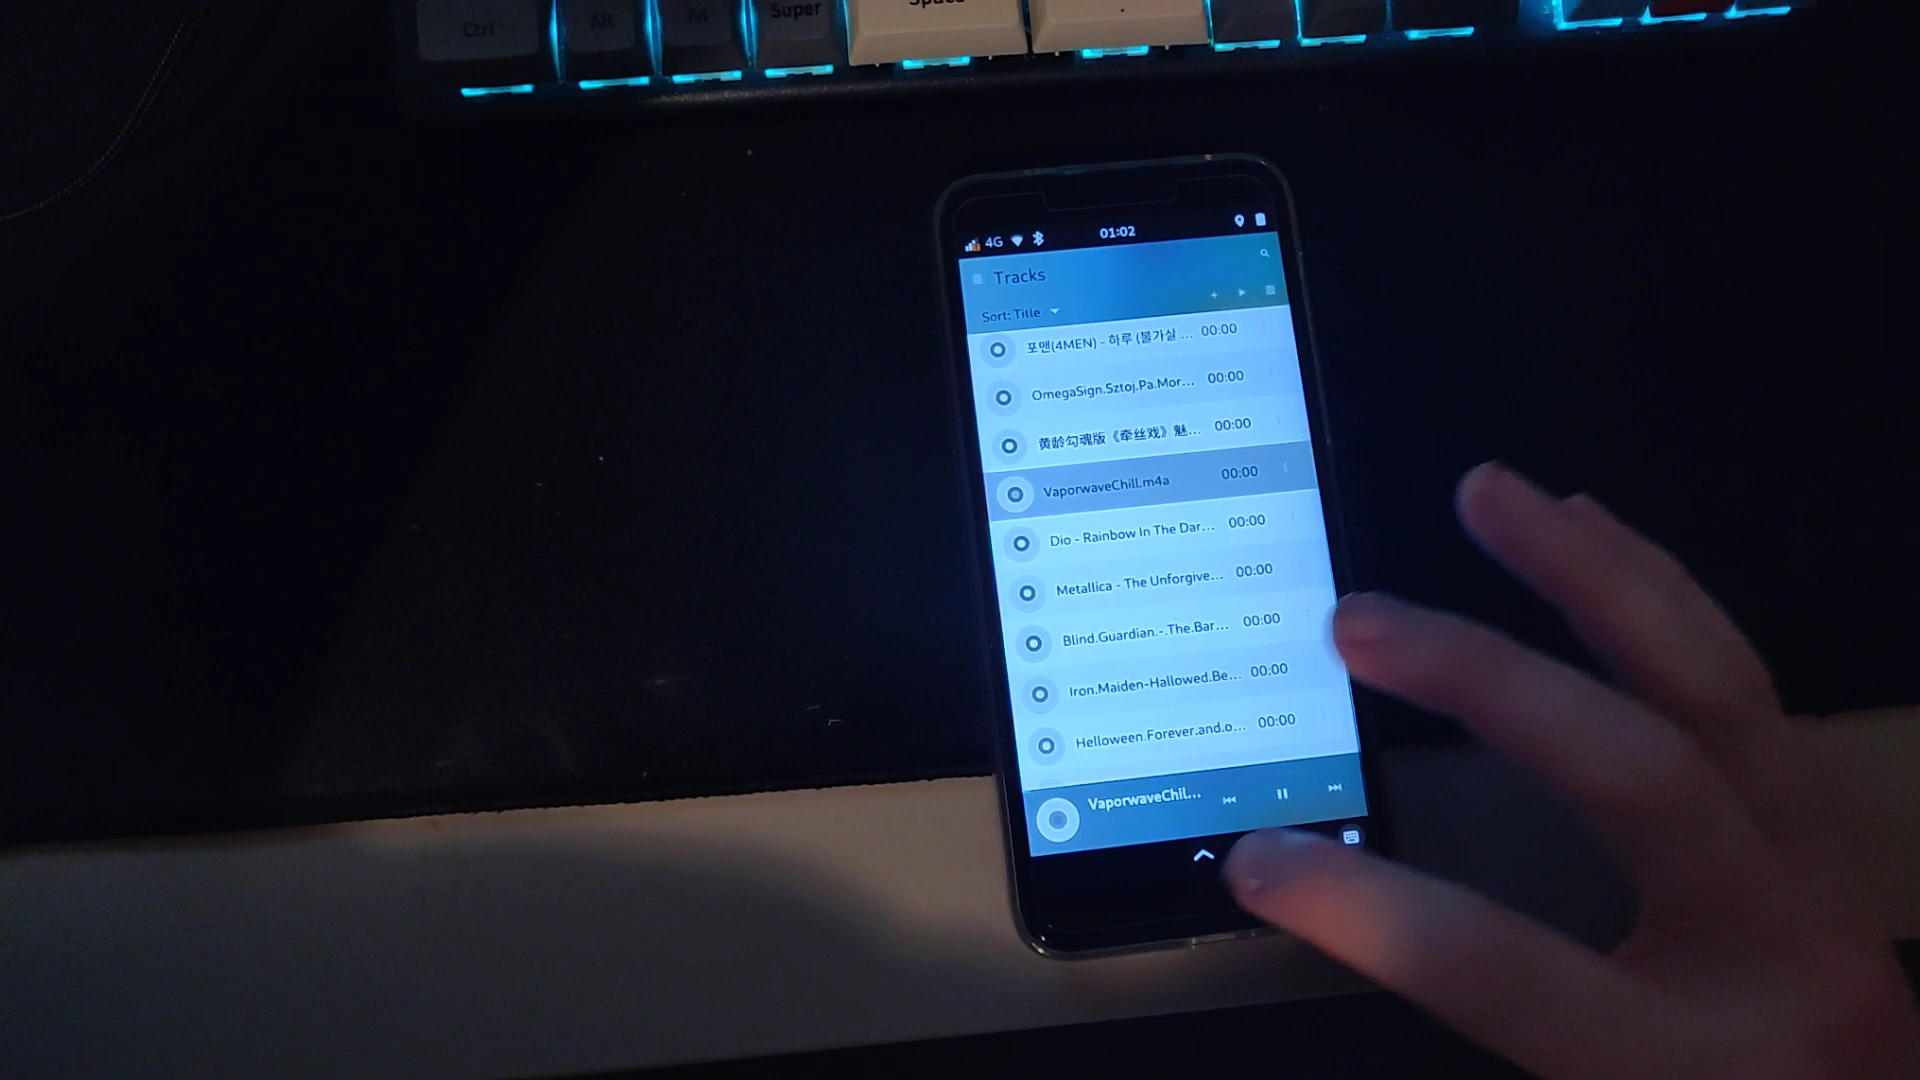 Ctrl Alt Fn Super Space
4G 01:02
Tracks
Sort: Title
포맨(4MEN) - 하루 (불가살 ... 00:00
OmegaSign.Sztoj.Pa.Mor... 00:00
黄龄勾魂版《牵丝戏》魅... 00:00
VaporwaveChill.m4a 00:00
Dio - Rainbow In The Dar... 00:00
Metallica - The Unforgive... 00:00
Blind.Guardian.-.The.Bar... 00:00
Iron.Maiden-Hallowed.Be... 00:00
Helloween.Forever.and.o... 00:00
VaporwaveChil...